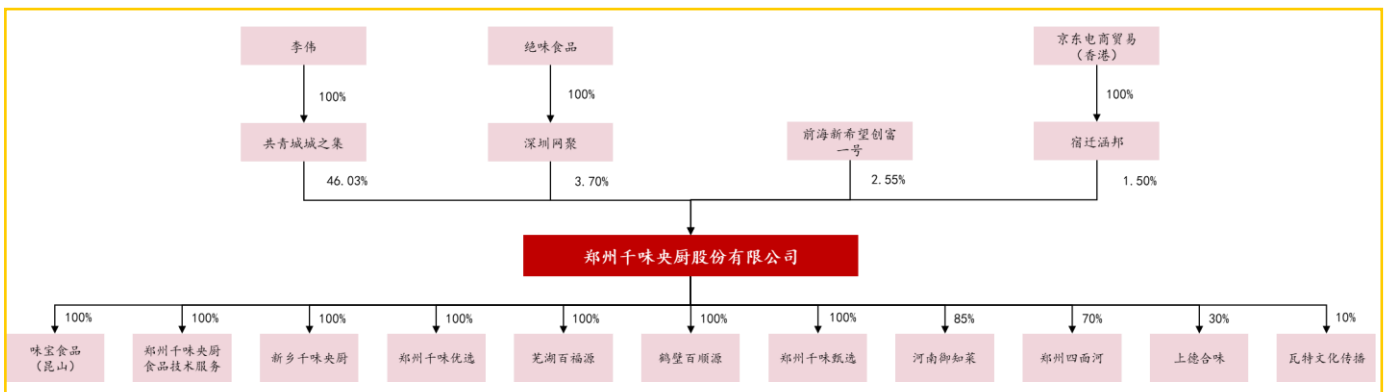 李伟
绝味食品
京东电商贸易
（香港）
100%
100%
100%
共青城城之集
深圳网聚
前海新希望创富
一号
宿迁涵邦
46.03%
3.70%
2.55%
1.50%
郑州千味央厨股份有限公司
100%
100%
100%
100%
100%
100%
100%
85%
70%
30%
10%
味宝食品
（昆山）
郑州千味央厨
食品技术服务
新乡千味央厨
郑州千味优选
芜湖百福源
鹤壁百顺源
郑州千味甄选
河南御知菜
郑州四面河
上德合味
瓦特文化传播